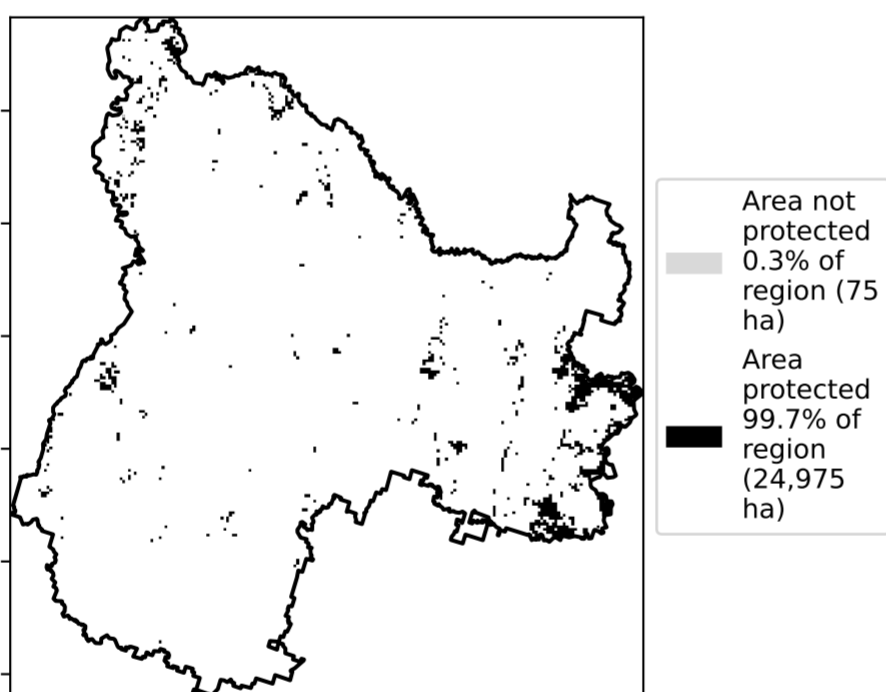 Area not
protected
0.3% of
region (75
ha)
Area
protected
99.7% of
region
(24,975
ha)